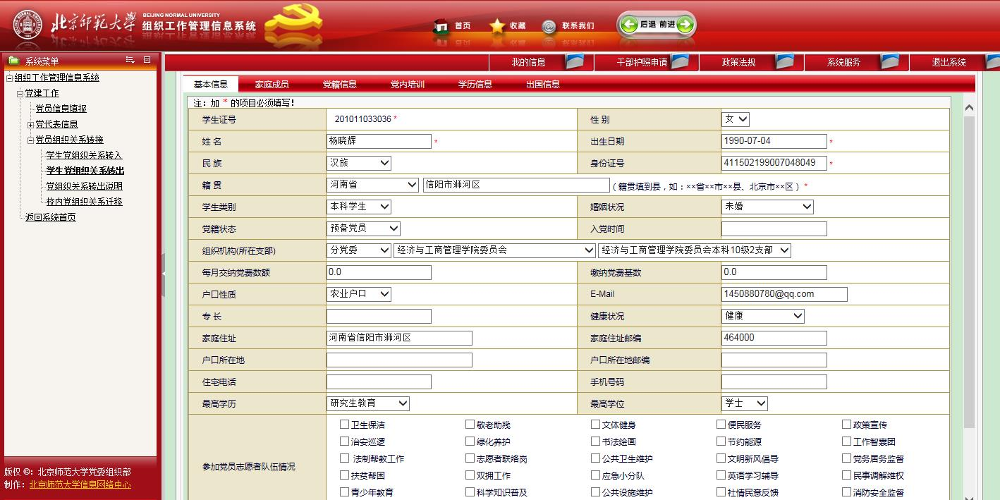 北京师范大学 BEIJING NORMAL UNIVERSITY
组织工作管理信息系统
首页 收藏 联系我们 后退 前进
系统菜单
我的信息 干部护照申请 政策法规 系统服务 退出系统
组织工作管理信息系统
党建工作
党员信息填报
党代表信息
党员组织关系转接
学生党组织关系转入
学生党组织关系转出
党组织关系转出说明
校内党组织关系迁移
返回系统首页
基本信息 家庭成员 党籍信息 党内培训 学历信息 出国信息
注：加 * 的项目必须填写！
学生证号 201011033036 * 性 别 女
姓 名 杨晓辉 * 出生日期 1990-07-04 *
民 族 汉族 身份证号 411502199007048049 *
籍 贯 河南省 信阳市浉河区 ( 籍贯填到县，如：××省××市××县、北京市××区 ) *
学生类别 本科学生 婚姻状况 未婚
党籍状态 预备党员 入党时间
组织机构(所在支部) 分党委 经济与工商管理学院委员会 经济与工商管理学院委员会本科10级2支部
每月交纳党费数额 0.0 缴纳党费基数 0.0
户口性质 农业户口 E-Mail 1450880780@qq.com
专 长 健康状况 健康
家庭住址 河南省信阳市浉河区 家庭住址邮编 464000
户口所在地 户口所在地邮编
住宅电话 手机号码
最高学历 研究生教育 最高学位 学士
参加党员志愿者队伍情况
卫生保洁 敬老助残 文体健身 便民服务 政策宣传
治安巡逻 绿化养护 书法绘画 节约能源 工作智囊团
法制帮教工作 志愿者联络岗 公共卫生维护 文明新风倡导 党务居务监督
扶贫帮困 双拥工作 应急小分队 英语学习辅导 民事调解维权
青少年教育 科学知识普及 公共设施维护 社情民意反馈 消防安全监督
版权 ©：北京师范大学党委组织部
制作：北京师范大学信息网络中心